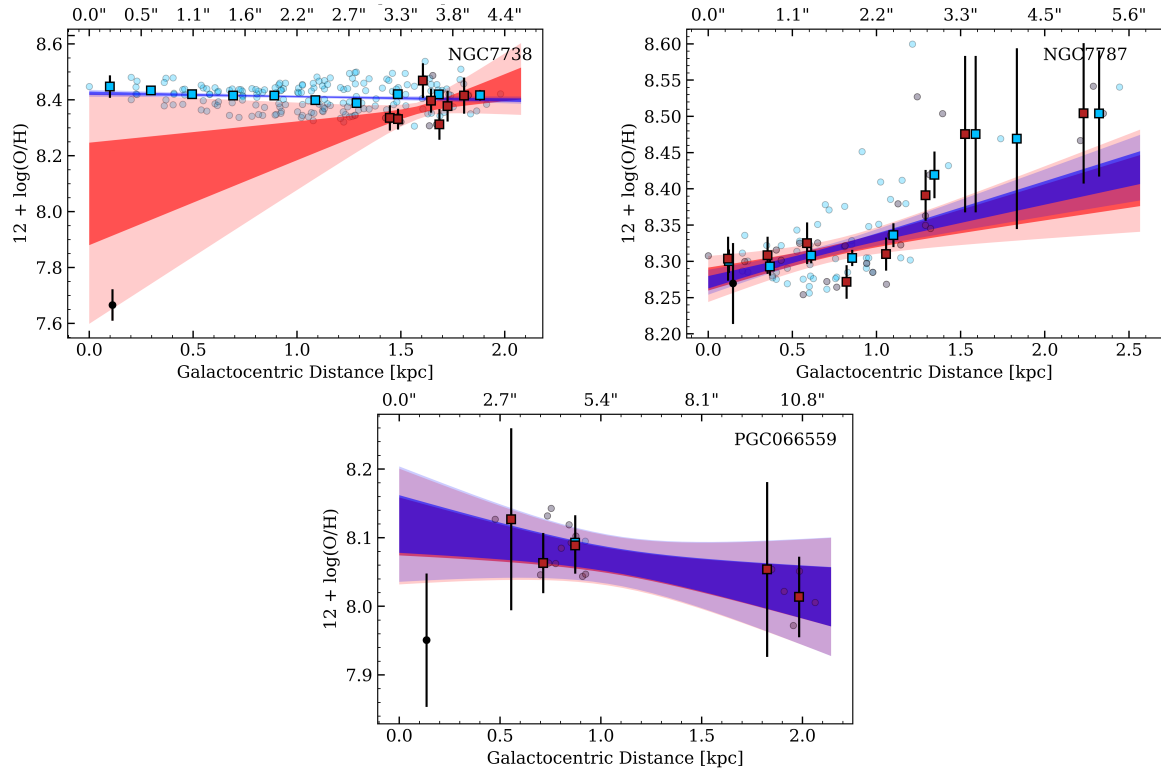 0.0" 0.5" 1.1" 1.6" 2.2" 2.7" 3.3" 3.8" 4.4"
NGC7738
8.6
8.4
8.2
8.0
7.8
7.6
12 + log(O/H)
0.0 0.5 1.0 1.5 2.0
Galactocentric Distance [kpc]
0.0" 1.1" 2.2" 3.3" 4.5" 5.6"
NGC7787
8.60
8.55
8.50
8.45
8.40
8.35
8.30
8.25
8.20
12 + log(O/H)
0.0 0.5 1.0 1.5 2.0 2.5
Galactocentric Distance [kpc]
0.0" 2.7" 5.4" 8.1" 10.8"
PGC066559
8.2
8.1
8.0
7.9
12 + log(O/H)
0.0 0.5 1.0 1.5 2.0
Galactocentric Distance [kpc]